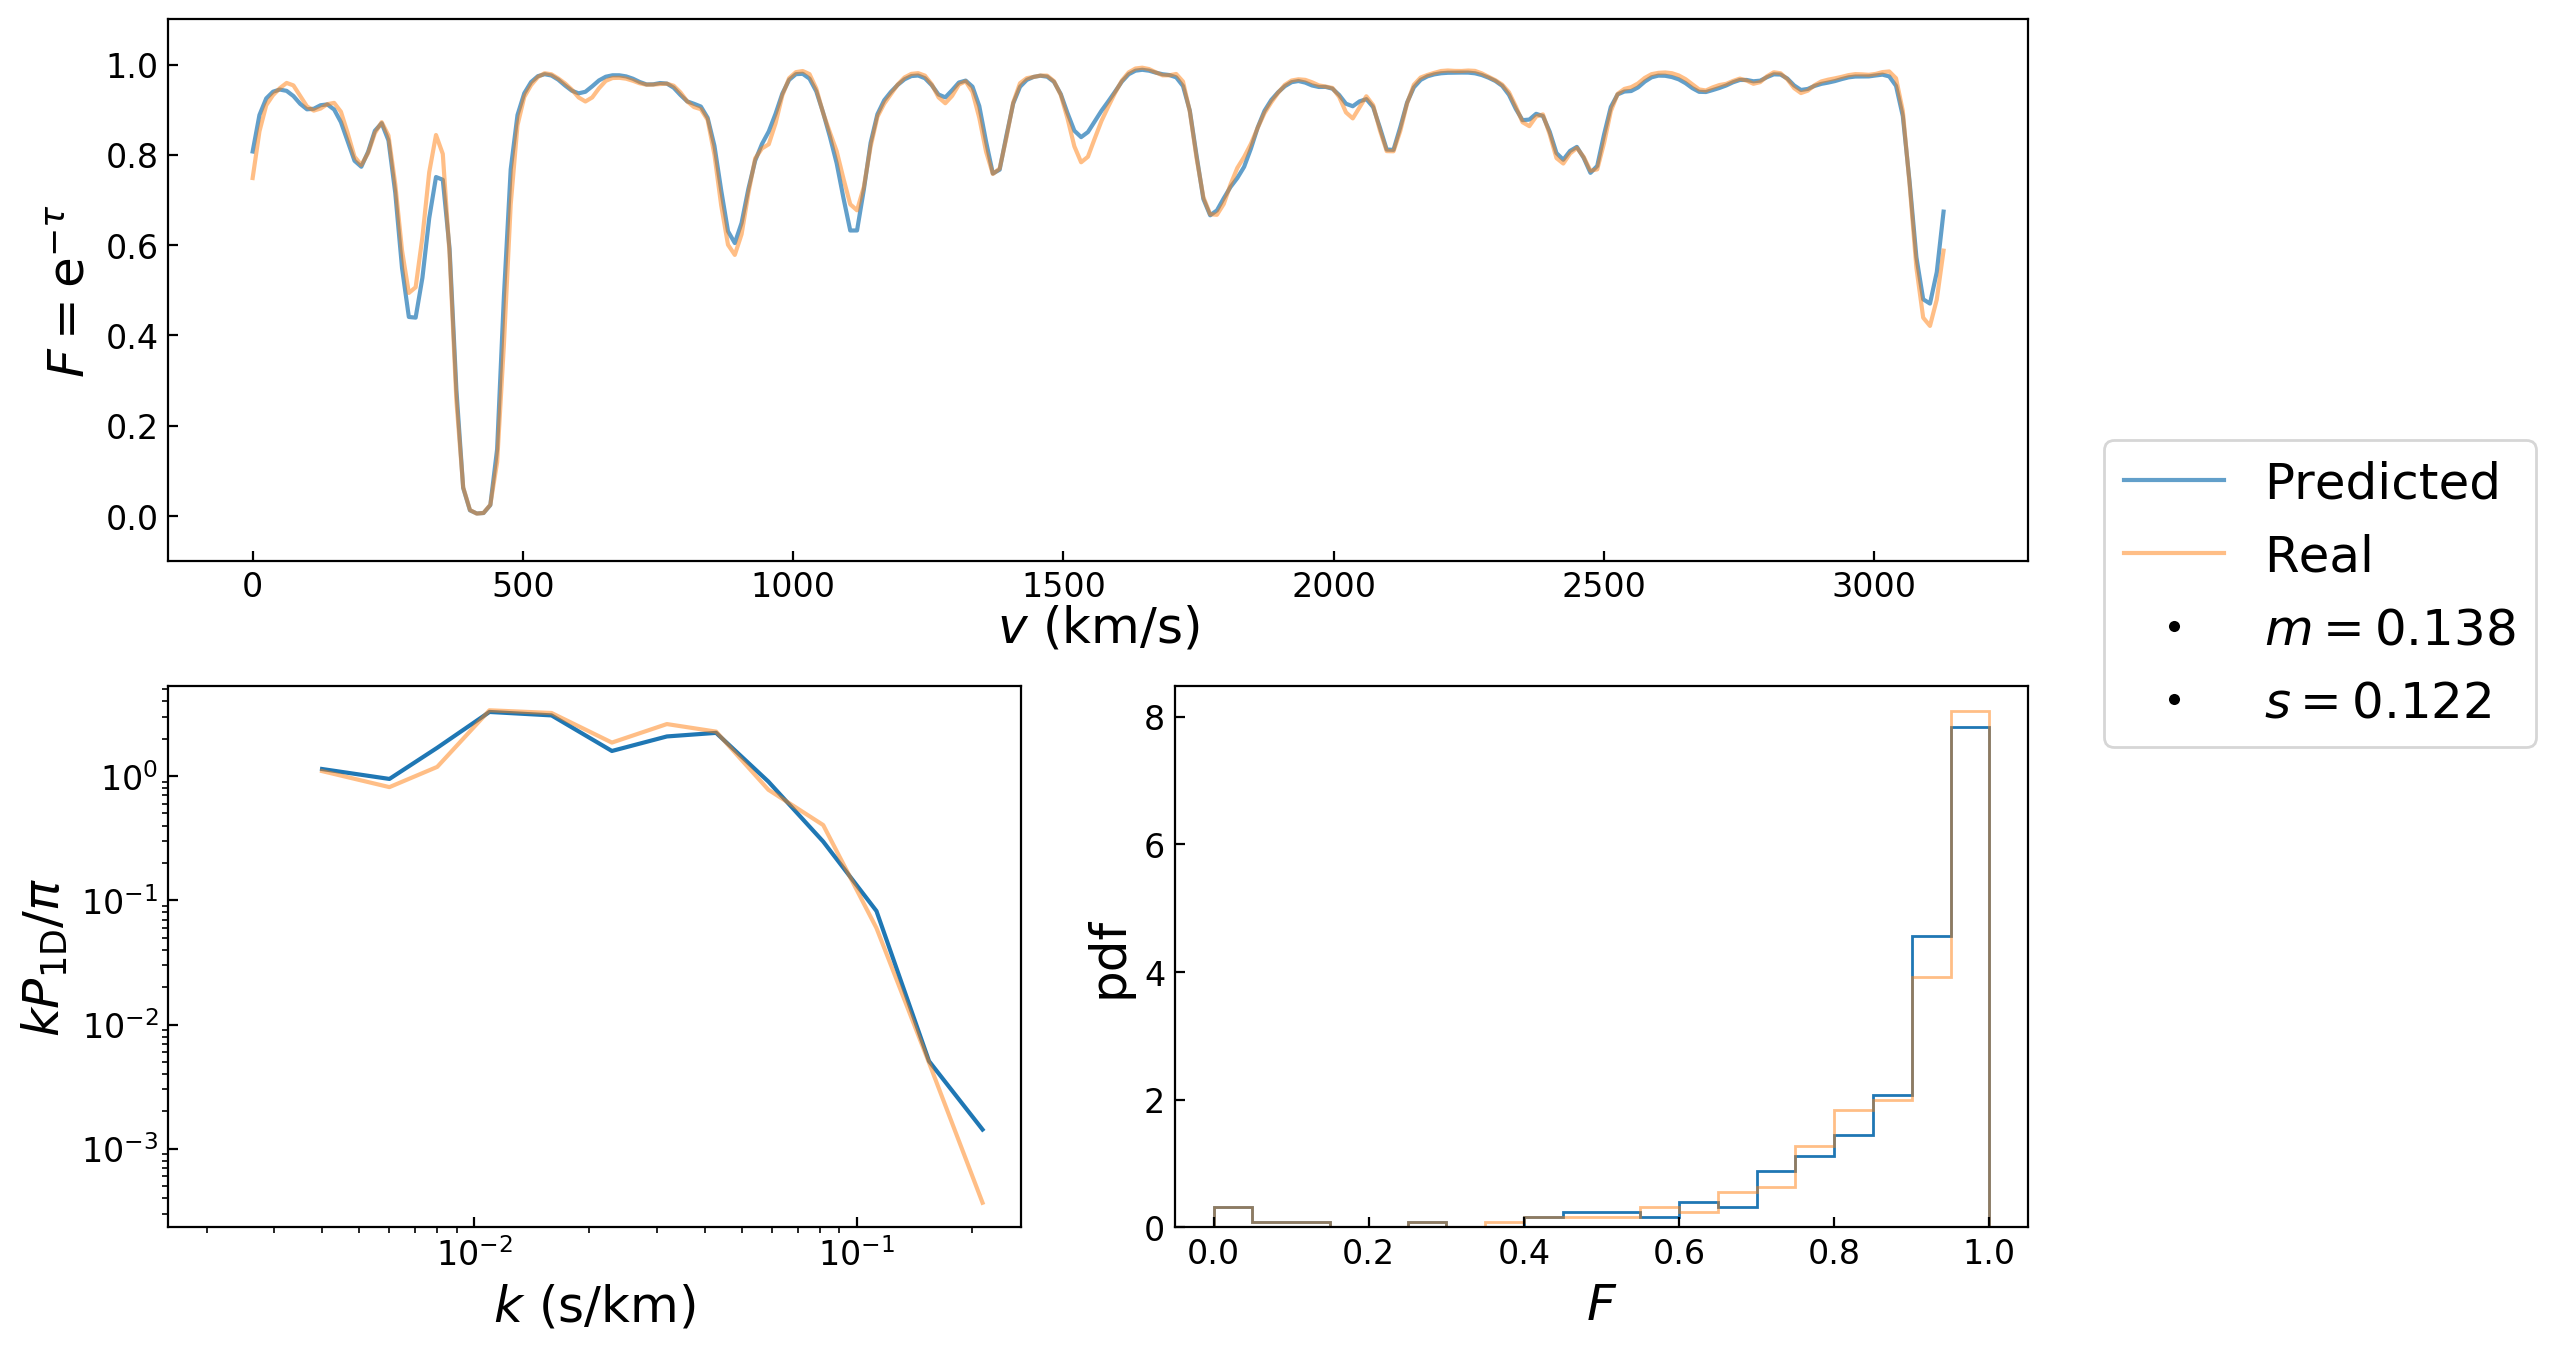 1.0
0.8
0.6
0.4
0.2
0.0
F = e^{−τ}
0 500 1000 1500 2000 2500 3000
v (km/s)
Predicted
Real
m = 0.138
s = 0.122
10^0
10^{−1}
10^{−2}
10^{−3}
kP_{1D}/π
10^{−2} 10^{−1}
k (s/km)
8
6
4
2
0
pdf
0.0 0.2 0.4 0.6 0.8 1.0
F